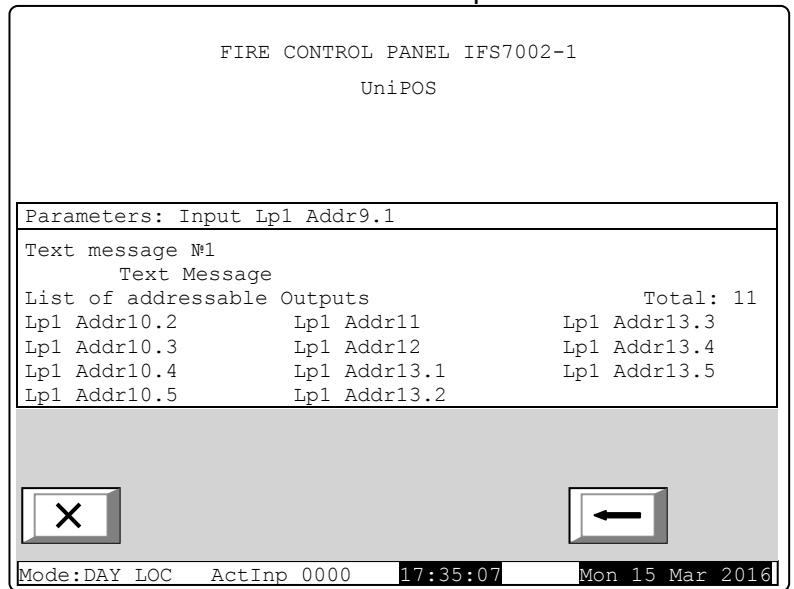 FIRE CONTROL PANEL IFS7002-1
UniPOS
Parameters: Input Lp1 Addr9.1
Text message №1
Text Message
List of addressable Outputs Total: 11
Lp1 Addr10.2 Lp1 Addr11 Lp1 Addr13.3
Lp1 Addr10.3 Lp1 Addr12 Lp1 Addr13.4
Lp1 Addr10.4 Lp1 Addr13.1 Lp1 Addr13.5
Lp1 Addr10.5 Lp1 Addr13.2
Mode:DAY LOC ActInp 0000 17:35:07 Mon 15 Mar 2016